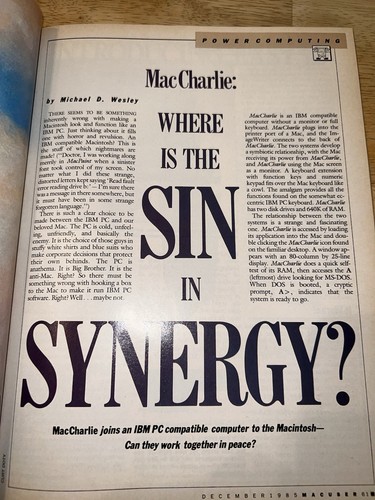 POWER COMPUTING
MacCharlie:
by Michael D. Wesley
WHERE
IS THE
SIN
IN
SYNERGY?
THERE SEEMS TO BE SOMETHING
inherently wrong with making a
Macintosh look and function like an
IBM PC. Just thinking about it fills
one with horror and revulsion. An
IBM compatible Macintosh? This is
the stuff of which nightmares are
made! ("Doctor, I was working along
merrily in MacPaint when a sinister
font took control of my screen. No
matter what I did these strange,
distorted letters kept saying 'Read fault
error reading drive b:'—I'm sure there
was a message in there somewhere, but
it must have been in some strange
forgotten language.")
There is such a clear choice to be
made between the IBM PC and our
beloved Mac. The PC is cold, unfeel-
ing, unfriendly, and basically the
enemy. It is the choice of those guys in
stuffy white shirts and blue suits who
make corporate decisions that protect
their own behinds. The PC is
anathema. It is Big Brother. It is the
anti-Mac. Right? So there must be
something wrong with hooking a box
to the Mac to make it run IBM PC
software. Right? Well . . . maybe not.
MacCharlie is an IBM compatible
computer without a monitor or full
keyboard. MacCharlie plugs into the
printer port of a Mac, and the Im-
ageWriter connects to the back of
MacCharlie. The two systems develop
a symbiotic relationship, with the Mac
receiving its power from MacCharlie,
and MacCharlie using the Mac screen
as a monitor. A keyboard extension
with function keys and numeric
keypad fits over the Mac keyboard like
a cowl. The amalgam provides all the
functions found on the somewhat ec-
centric IBM PC keyboard. MacCharlie
has two disk drives and 640K of RAM.
The relationship between the two
systems is a strange and fascinating
one. MacCharlie is accessed by loading
its application into the Mac and dou-
ble clicking the MacCharlie icon found
on the familiar desktop. A window ap-
pears with an 80-column by 25-line
display. MacCharlie does a quick self-
test of its RAM, then accesses the A
(leftmost) drive looking for MS-DOS.
When DOS is booted, a cryptic
prompt, A>, indicates that the
system is ready to go.
MacCharlie joins an IBM PC compatible computer to the Macintosh—
Can they work together in peace?
DECEMBER 1985 MACUSER